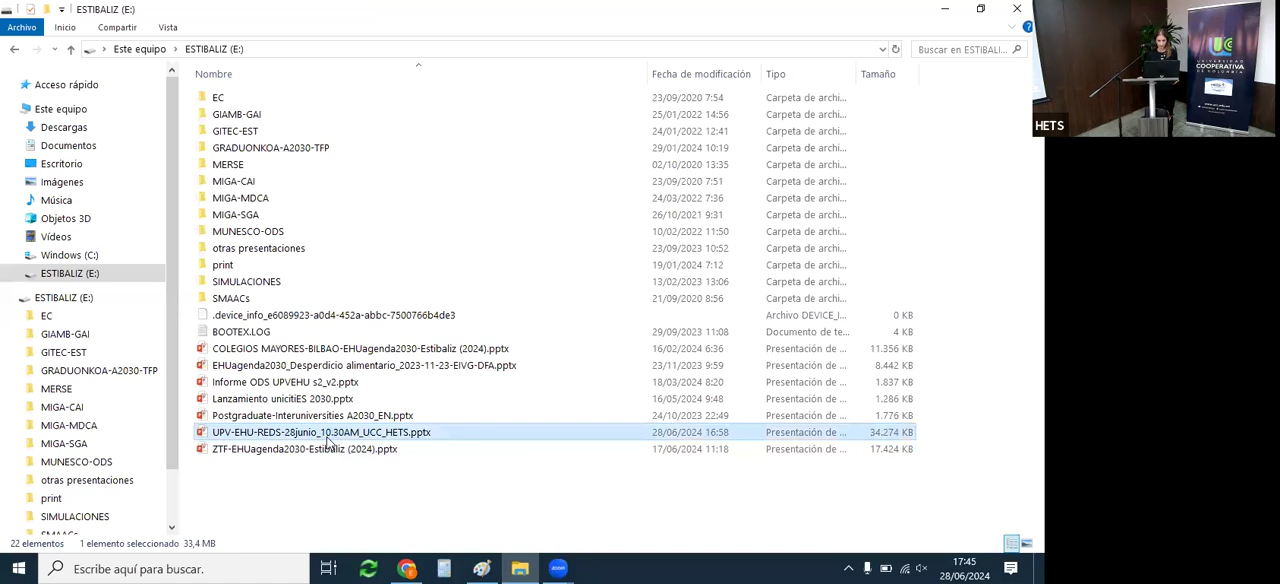 ESTIBALIZ (E:)
Archivo Inicio Compartir Vista
Este equipo > ESTIBALIZ (E:)
Buscar en ESTIBALI...
Nombre Fecha de modificación Tipo Tamaño
Acceso rápido
Este equipo
Descargas
Documentos
Escritorio
Imágenes
Música
Objetos 3D
Vídeos
Windows (C:)
ESTIBALIZ (E:)
ESTIBALIZ (E:)
EC
GIAMB-GAI
GITEC-EST
GRADUONKOA-A2030-TFP
MERSE
MIGA-CAI
MIGA-MDCA
MIGA-SGA
MUNESCO-ODS
otras presentaciones
print
SIMULACIONES
SMAACs
EC 23/09/2020 7:54 Carpeta de archi...
GIAMB-GAI 25/01/2022 14:56 Carpeta de archi...
GITEC-EST 24/01/2022 12:41 Carpeta de archi...
GRADUONKOA-A2030-TFP 29/01/2024 10:19 Carpeta de archi...
MERSE 02/10/2020 13:35 Carpeta de archi...
MIGA-CAI 23/09/2020 7:51 Carpeta de archi...
MIGA-MDCA 24/03/2022 7:36 Carpeta de archi...
MIGA-SGA 26/10/2021 9:31 Carpeta de archi...
MUNESCO-ODS 10/02/2022 11:50 Carpeta de archi...
otras presentaciones 23/09/2023 10:52 Carpeta de archi...
print 19/01/2024 7:12 Carpeta de archi...
SIMULACIONES 13/02/2023 13:06 Carpeta de archi...
SMAACs 21/09/2020 8:56 Carpeta de archi...
.device_info_e6089923-a0d4-452a-abbc-7500766b4de3 Archivo DEVICE_I... 0 KB
BOOTEX.LOG 29/09/2023 11:08 Documento de te... 4 KB
COLEGIOS MAYORES-BILBAO-EHUagenda2030-Estibaliz (2024).pptx 16/02/2024 6:36 Presentación de ... 11.356 KB
EHUagenda2030_Desperdicio alimentario_2023-11-23-EIVG-DFA.pptx 23/11/2023 9:59 Presentación de ... 8.442 KB
Informe ODS UPVEHU s2_v2.pptx 18/03/2024 8:20 Presentación de ... 1.837 KB
Lanzamiento unicitiES 2030.pptx 16/05/2024 9:48 Presentación de ... 1.286 KB
Postgraduate-Interuniversities A2030_EN.pptx 24/10/2023 22:49 Presentación de ... 1.776 KB
UPV-EHU-REDS-28junio_10.30AM_UCC_HETS.pptx 28/06/2024 16:58 Presentación de ... 34.274 KB
ZTF-EHUagenda2030-Estibaliz (2024).pptx 17/06/2024 11:18 Presentación de ... 17.424 KB
22 elementos 1 elemento seleccionado 33,4 MB
Escribe aquí para buscar.
zoom
17:45
28/06/2024
UNIVERSIDAD
COOPERATIVA
DE COLOMBIA
HETS